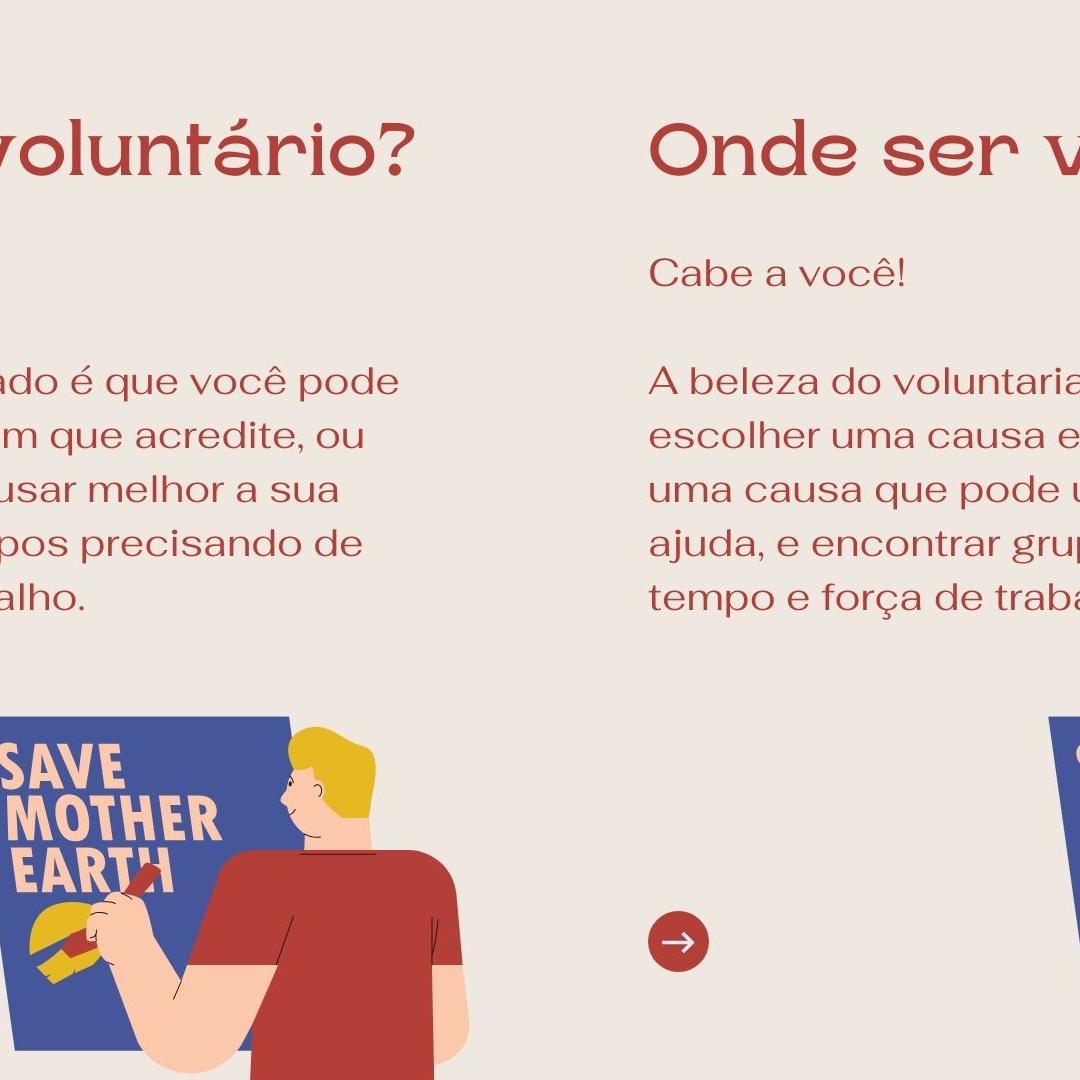 voluntário?
ado é que você pode
m que acredite, ou
usar melhor a sua
pos precisando de
alho.
SAVE
MOTHER
EARTH
Onde ser v
Cabe a você!
A beleza do voluntaria
escolher uma causa e
uma causa que pode u
ajuda, e encontrar grup
tempo e força de traba